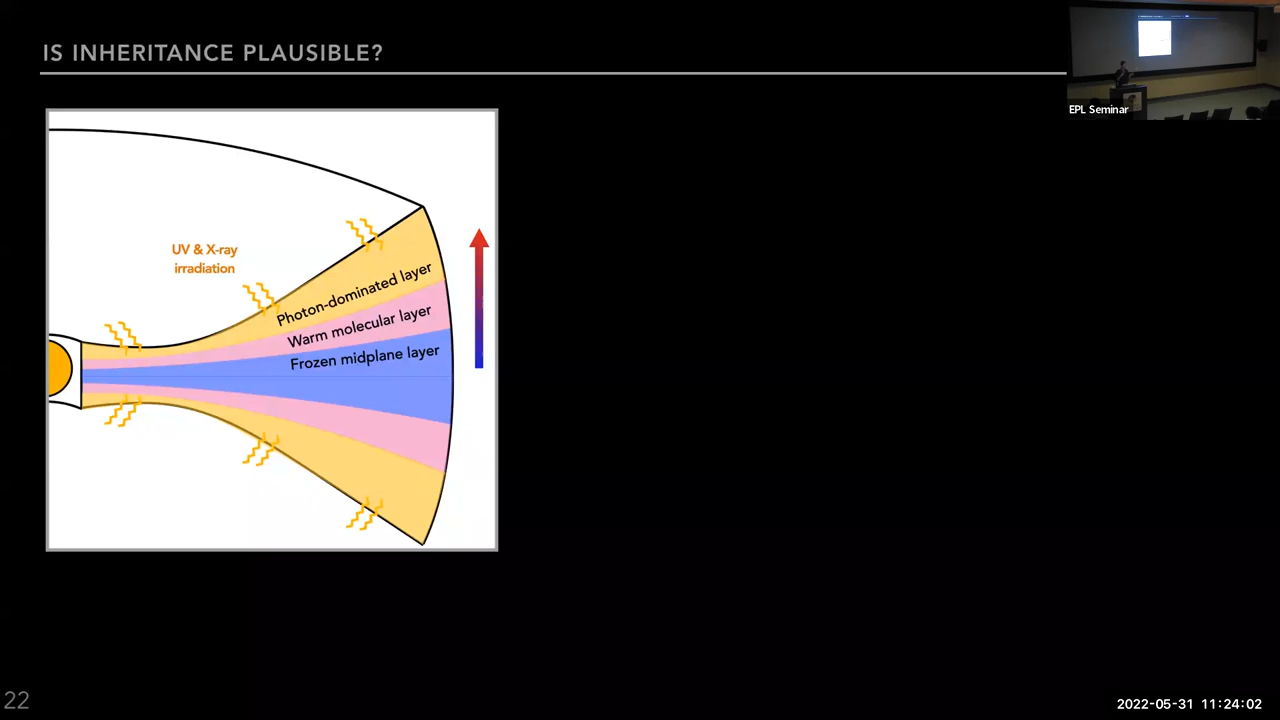 IS INHERITANCE PLAUSIBLE?
EPL Seminar
UV & X-ray
irradiation
Photon-dominated layer
Warm molecular layer
Frozen midplane layer
22
2022-05-31 11:24:02